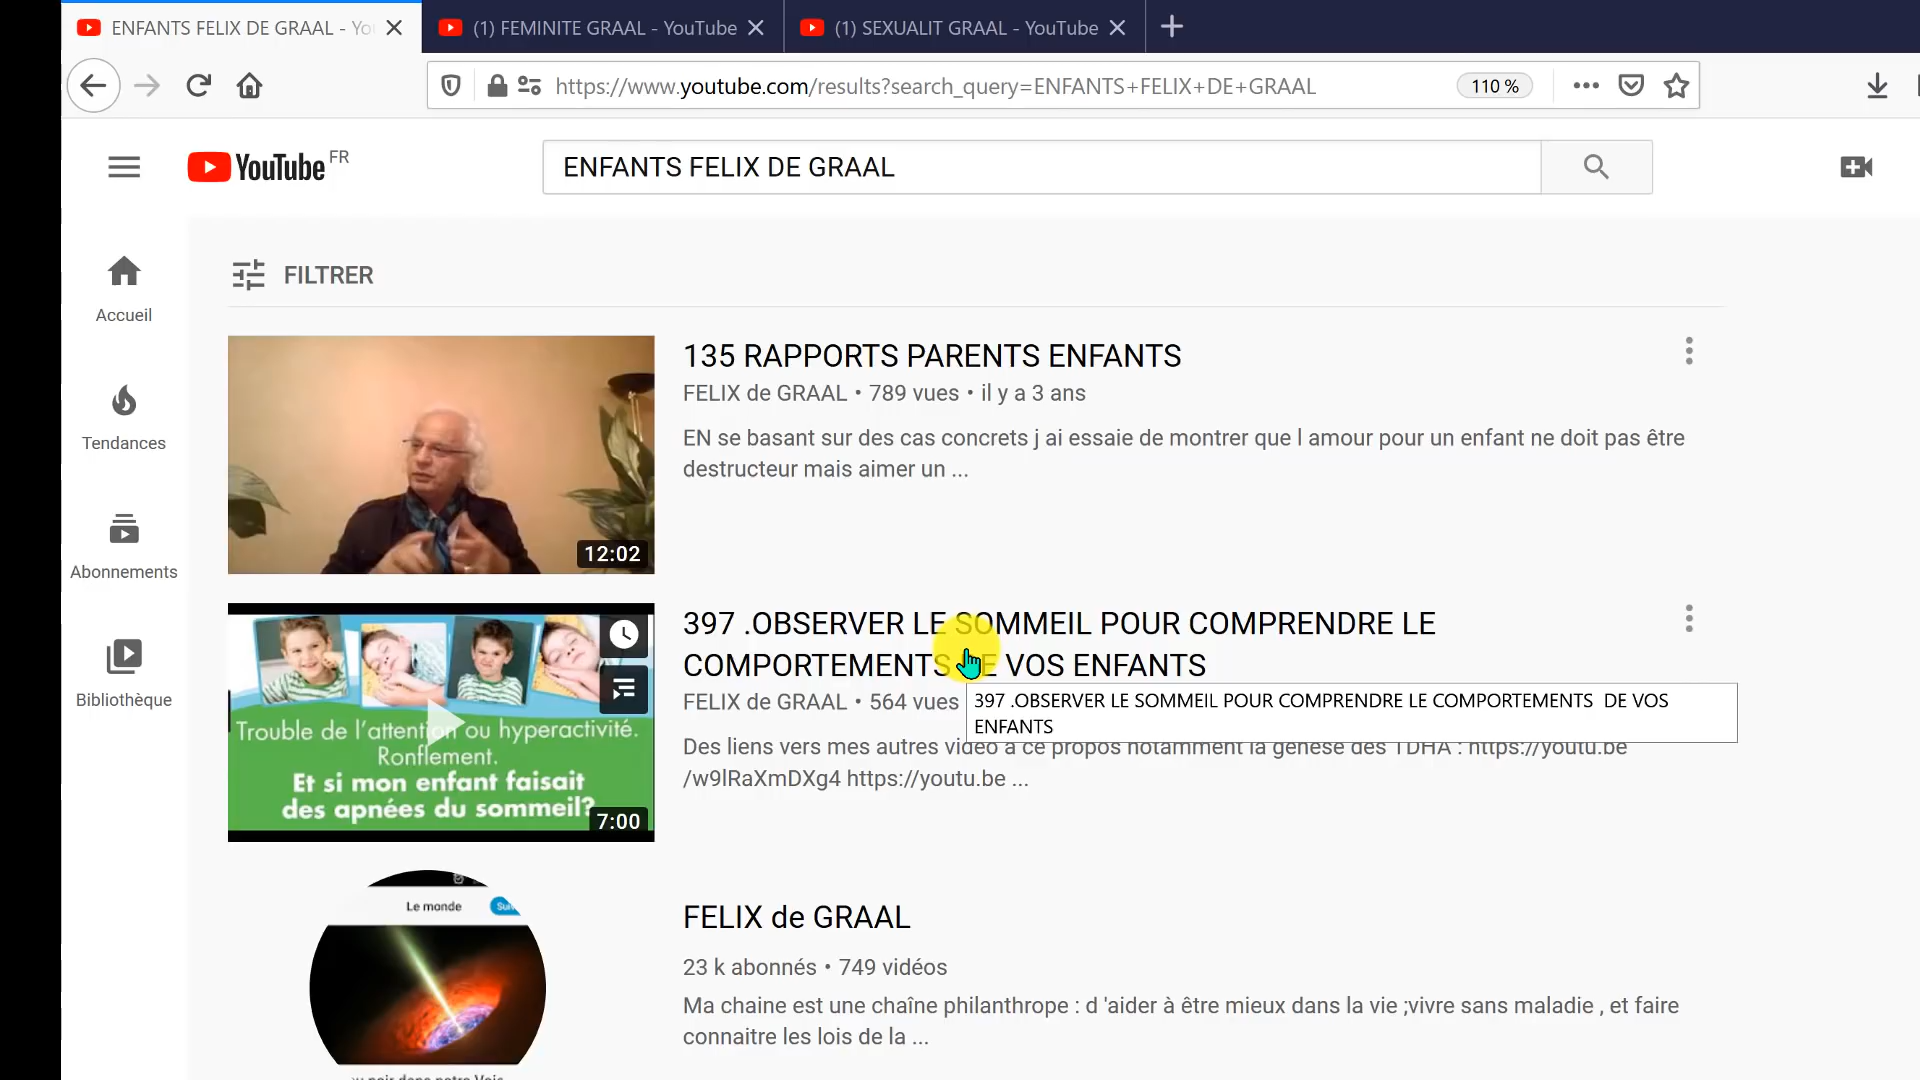 ENFANTS FELIX DE GRAAL - Yo
(1) FEMINITE GRAAL - YouTube
(1) SEXUALIT GRAAL - YouTube
https://www.youtube.com/results?search_query=ENFANTS+FELIX+DE+GRAAL
110 %
YouTube FR
ENFANTS FELIX DE GRAAL
Accueil
Tendances
Abonnements
Bibliothèque
FILTRER
12:02
135 RAPPORTS PARENTS ENFANTS
FELIX de GRAAL • 789 vues • il y a 3 ans
EN se basant sur des cas concrets j ai essaie de montrer que l amour pour un enfant ne doit pas être
destructeur mais aimer un ...
Trouble de l'attention ou hyperactivité.
Ronflement.
Et si mon enfant faisait
des apnées du sommeil?
7:00
397 .OBSERVER LE SOMMEIL POUR COMPRENDRE LE
COMPORTEMENTS DE VOS ENFANTS
FELIX de GRAAL • 564 vues
397 .OBSERVER LE SOMMEIL POUR COMPRENDRE LE COMPORTEMENTS DE VOS
ENFANTS
Des liens vers mes autres video a ce propos notamment la genese des TDHA : https://youtu.be
/w9lRaXmDXg4 https://youtu.be ...
Le monde
FELIX de GRAAL
23 k abonnés • 749 vidéos
Ma chaine est une chaîne philanthrope : d 'aider à être mieux dans la vie ;vivre sans maladie , et faire
connaitre les lois de la ...